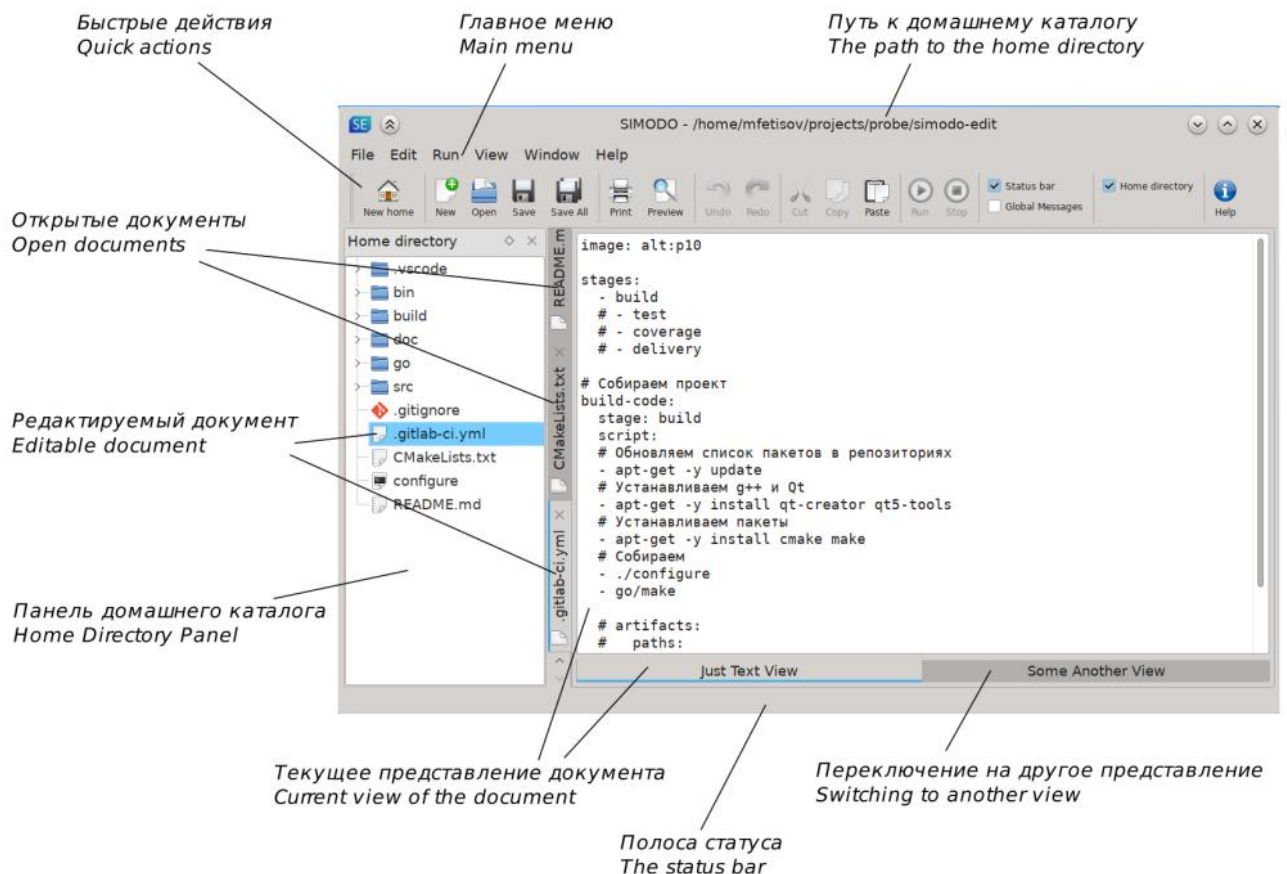 Быстрые действия
Quick actions
Главное меню
Main menu
Путь к домашнему каталогу
The path to the home directory
SE
SIMODO - /home/mfetisov/projects/probe/simodo-edit
File Edit Run View Window Help
New home New Open Save Save All Print Preview Undo Redo Cut Copy Paste Run Stop
Status bar
Global Messages
Home directory
Help
Открытые документы
Open documents
Home directory
.vscode
bin
build
doc
go
src
.gitignore
.gitlab-ci.yml
CMakeLists.txt
configure
README.md
README.m
CMakeLists.txt
.gitlab-ci.yml
image: alt:p10
stages:
- build
# - test
# - coverage
# - delivery
# Собираем проект
build-code:
stage: build
script:
# Обновляем список пакетов в репозиториях
- apt-get -y update
# Устанавливаем g++ и Qt
- apt-get -y install qt-creator qt5-tools
# Устанавливаем пакеты
- apt-get -y install cmake make
# Собираем
- ./configure
- go/make
# artifacts:
# paths:
Just Text View
Some Another View
Редактируемый документ
Editable document
Панель домашнего каталога
Home Directory Panel
Текущее представление документа
Current view of the document
Переключение на другое представление
Switching to another view
Полоса статуса
The status bar